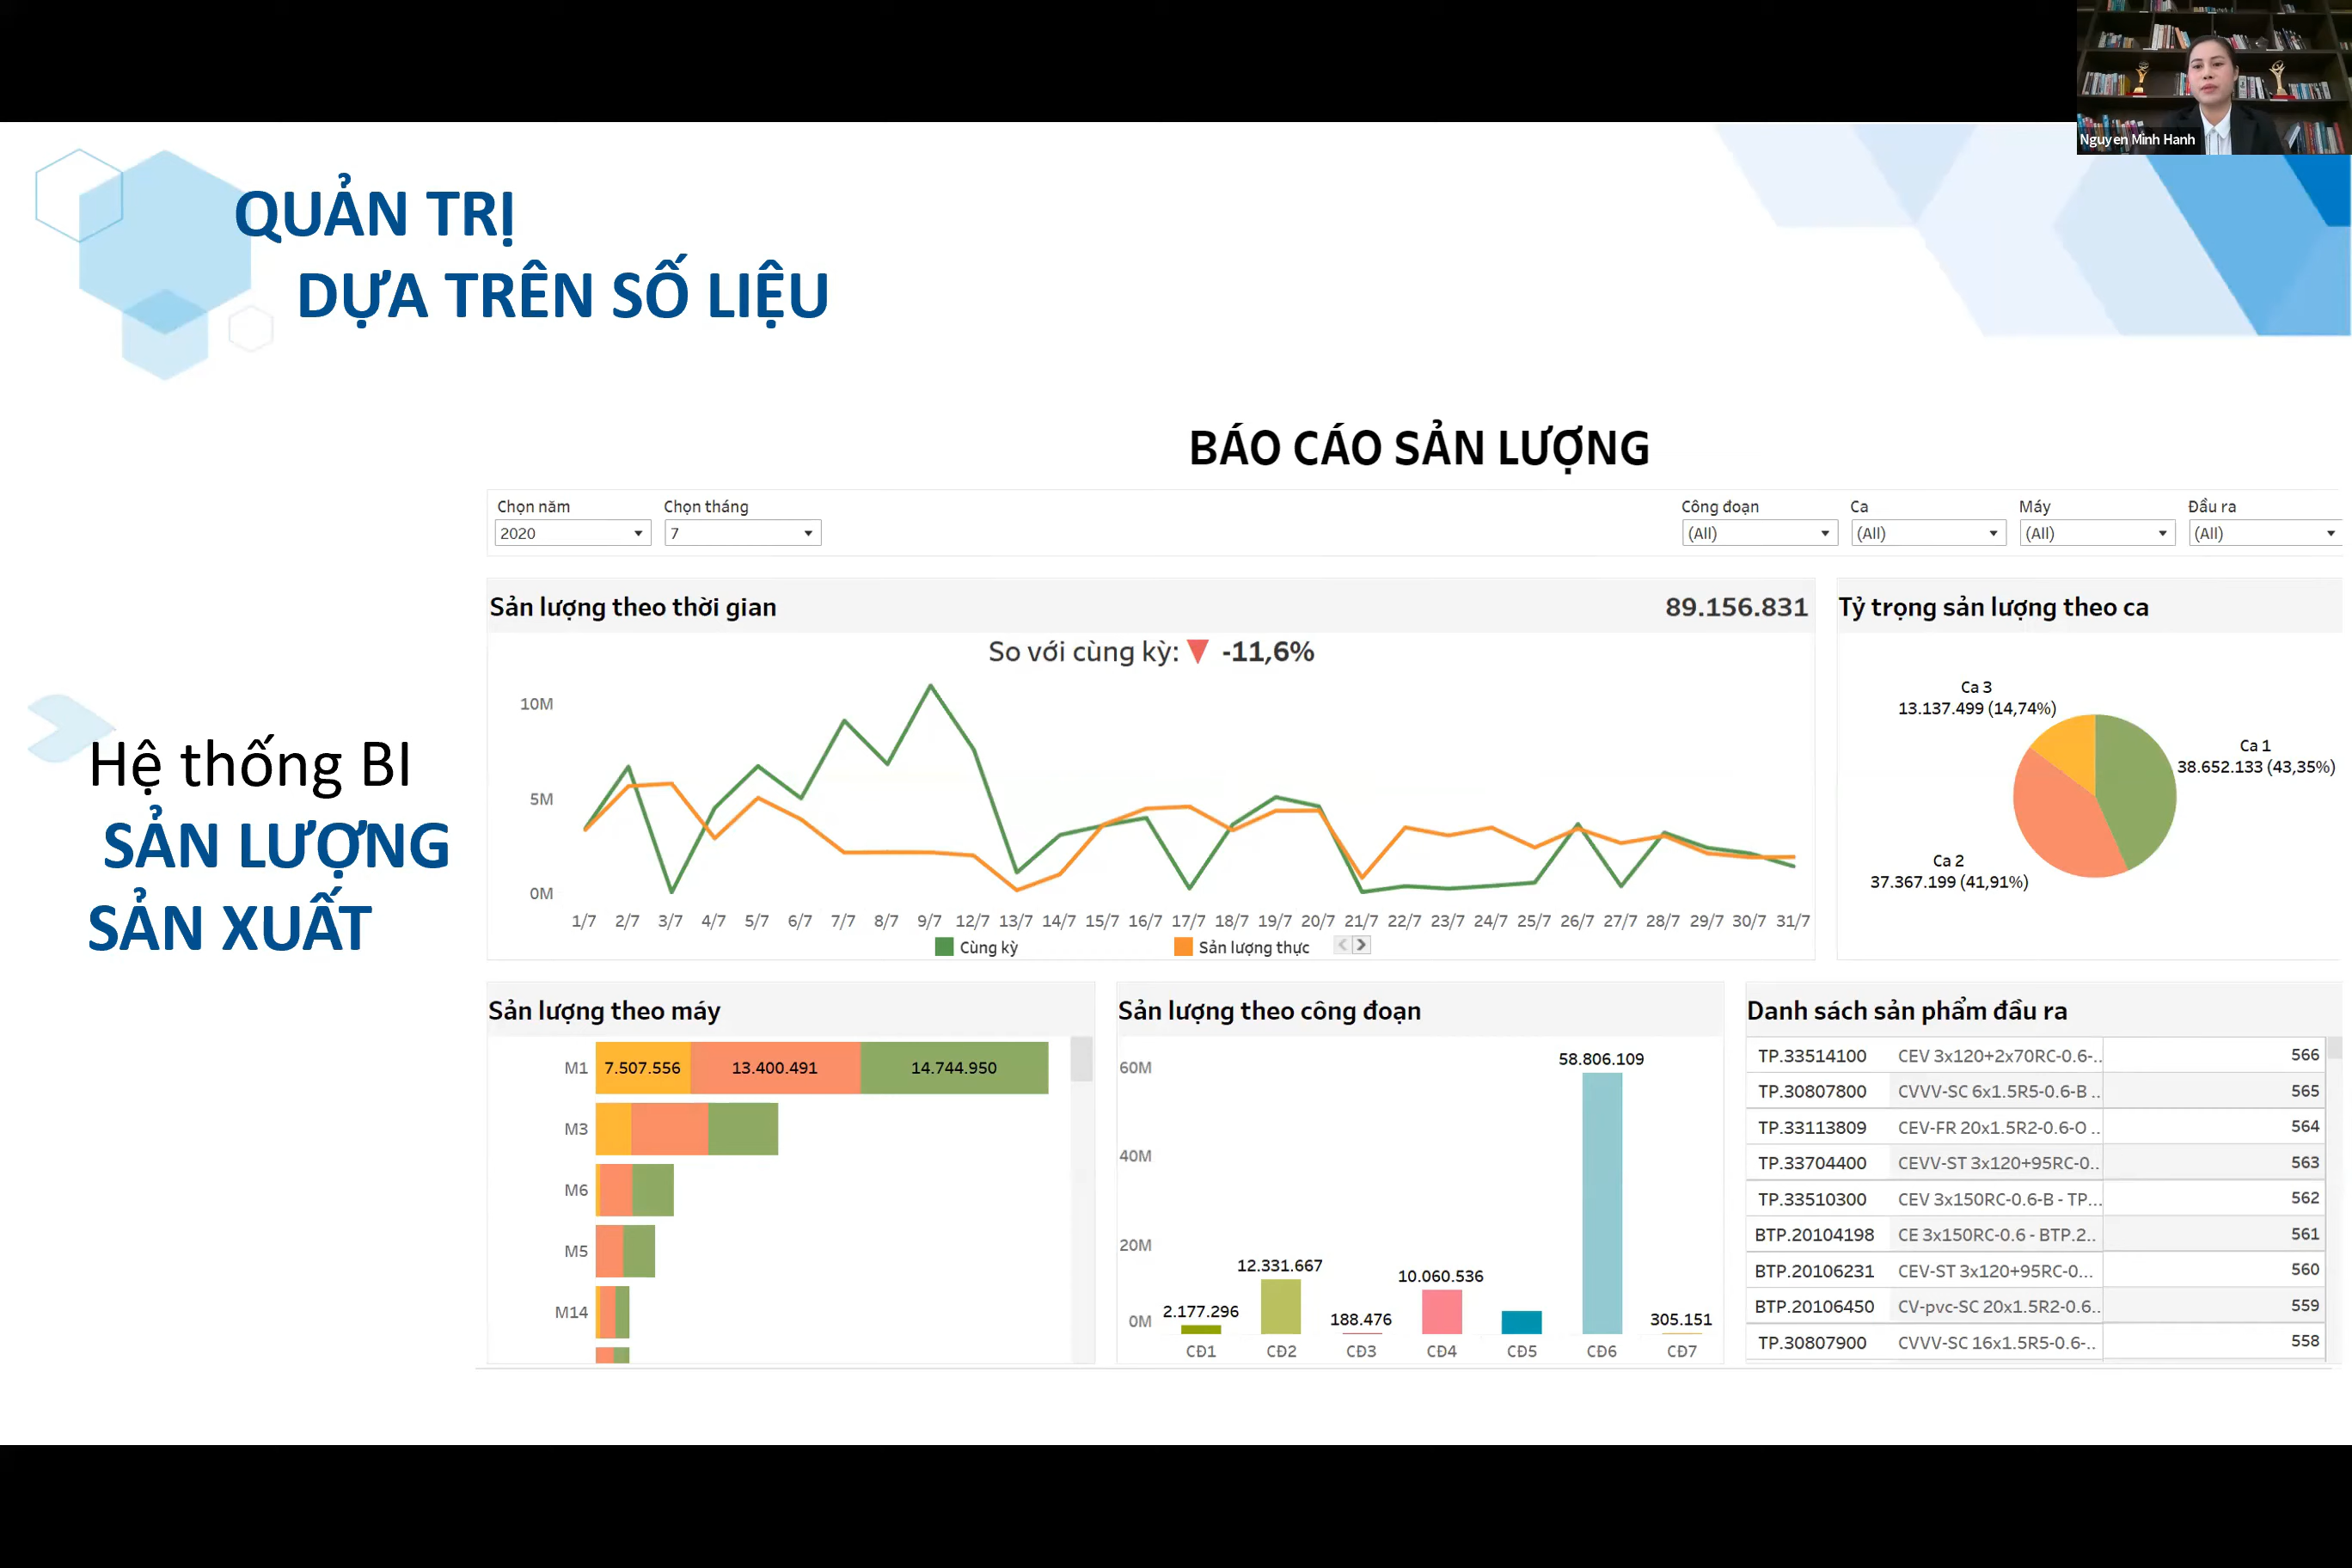 Nguyen Minh Hanh
QUẢN TRỊ
DỰA TRÊN SỐ LIỆU
Hệ thống BI
SẢN LƯỢNG
SẢN XUẤT
BÁO CÁO SẢN LƯỢNG
Chọn năm Chọn tháng Công đoạn Ca Máy Đầu ra
2020 7 (All) (All) (All) (All)
Sản lượng theo thời gian 89.156.831
So với cùng kỳ: -11,6%
10M
5M
0M
1/7 2/7 3/7 4/7 5/7 6/7 7/7 8/7 9/7 12/7 13/7 14/7 15/7 16/7 17/7 18/7 19/7 20/7 21/7 22/7 23/7 24/7 25/7 26/7 27/7 28/7 29/7 30/7 31/7
Cùng kỳ Sản lượng thực
Tỷ trọng sản lượng theo ca
Ca 3
13.137.499 (14,74%)
Ca 1
38.652.133 (43,35%)
Ca 2
37.367.199 (41,91%)
Sản lượng theo máy
M1 7.507.556 13.400.491 14.744.950
M3
M6
M5
M14
Sản lượng theo công đoạn
60M
40M
20M
0M
2.177.296 12.331.667 188.476 10.060.536 58.806.109 305.151
CĐ1 CĐ2 CĐ3 CĐ4 CĐ5 CĐ6 CĐ7
Danh sách sản phẩm đầu ra
TP.33514100 CEV 3x120+2x70RC-0.6-.. 566
TP.30807800 CVVV-SC 6x1.5R5-0.6-B .. 565
TP.33113809 CEV-FR 20x1.5R2-0.6-O .. 564
TP.33704400 CEVV-ST 3x120+95RC-0.. 563
TP.33510300 CEV 3x150RC-0.6-B - TP... 562
BTP.20104198 CE 3x150RC-0.6 - BTP.2.. 561
BTP.20106231 CEV-ST 3x120+95RC-0... 560
BTP.20106450 CV-pvc-SC 20x1.5R2-0.6.. 559
TP.30807900 CVVV-SC 16x1.5R5-0.6-.. 558